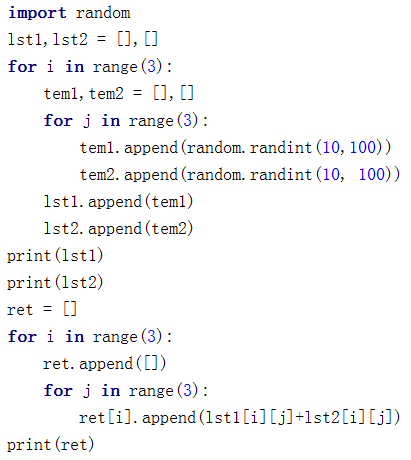 import random
lst1,lst2 = [],[]
for i in range(3):
    tem1,tem2 = [],[]
    for j in range(3):
        tem1.append(random.randint(10,100))
        tem2.append(random.randint(10, 100))
    lst1.append(tem1)
    lst2.append(tem2)
print(lst1)
print(lst2)
ret = []
for i in range(3):
    ret.append([])
    for j in range(3):
        ret[i].append(lst1[i][j]+lst2[i][j])
print(ret)